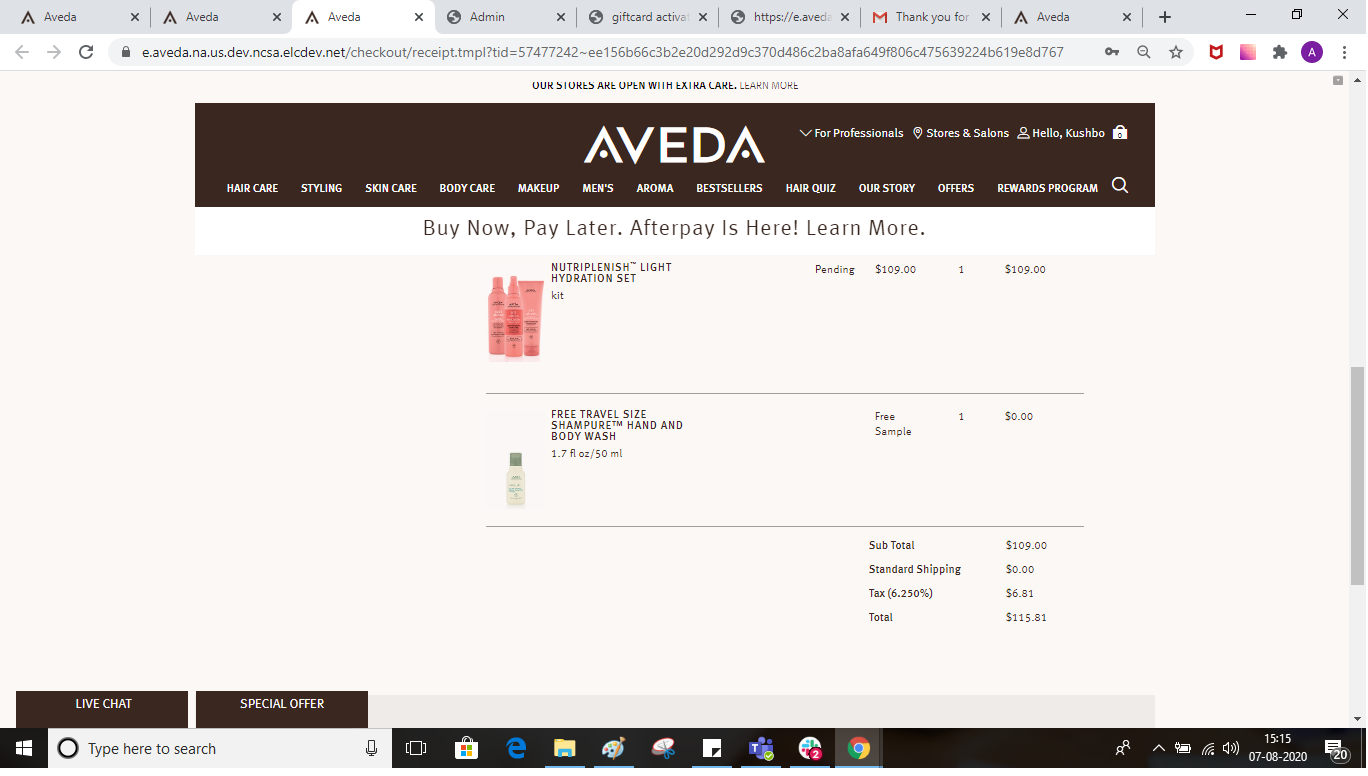 Aveda
Aveda
Aveda
Admin
giftcard activat
https://e.aveda
Thank you for
Aveda
e.aveda.na.us.dev.ncsa.elcdev.net/checkout/receipt.tmpl?tid=57477242~ee156b66c3b2e20d292d9c370d486c2ba8afa649f806c475639224b619e8d767
A
OUR STORES ARE OPEN WITH EXTRA CARE. LEARN MORE
AVEDA
For Professionals
Stores & Salons
Hello, Kushbo
0
HAIR CARE
STYLING
SKIN CARE
BODY CARE
MAKEUP
MEN'S
AROMA
BESTSELLERS
HAIR QUIZ
OUR STORY
OFFERS
REWARDS PROGRAM
Buy Now, Pay Later. Afterpay Is Here! Learn More.
NUTRIPLENISH™ LIGHT
HYDRATION SET
kit
Pending
$109.00
1
$109.00
FREE TRAVEL SIZE
SHAMPURE™ HAND AND
BODY WASH
1.7 fl oz/50 ml
Free
Sample
1
$0.00
Sub Total $109.00
Standard Shipping $0.00
Tax (6.250%) $6.81
Total $115.81
LIVE CHAT
SPECIAL OFFER
Type here to search
2
15:15
07-08-2020
20